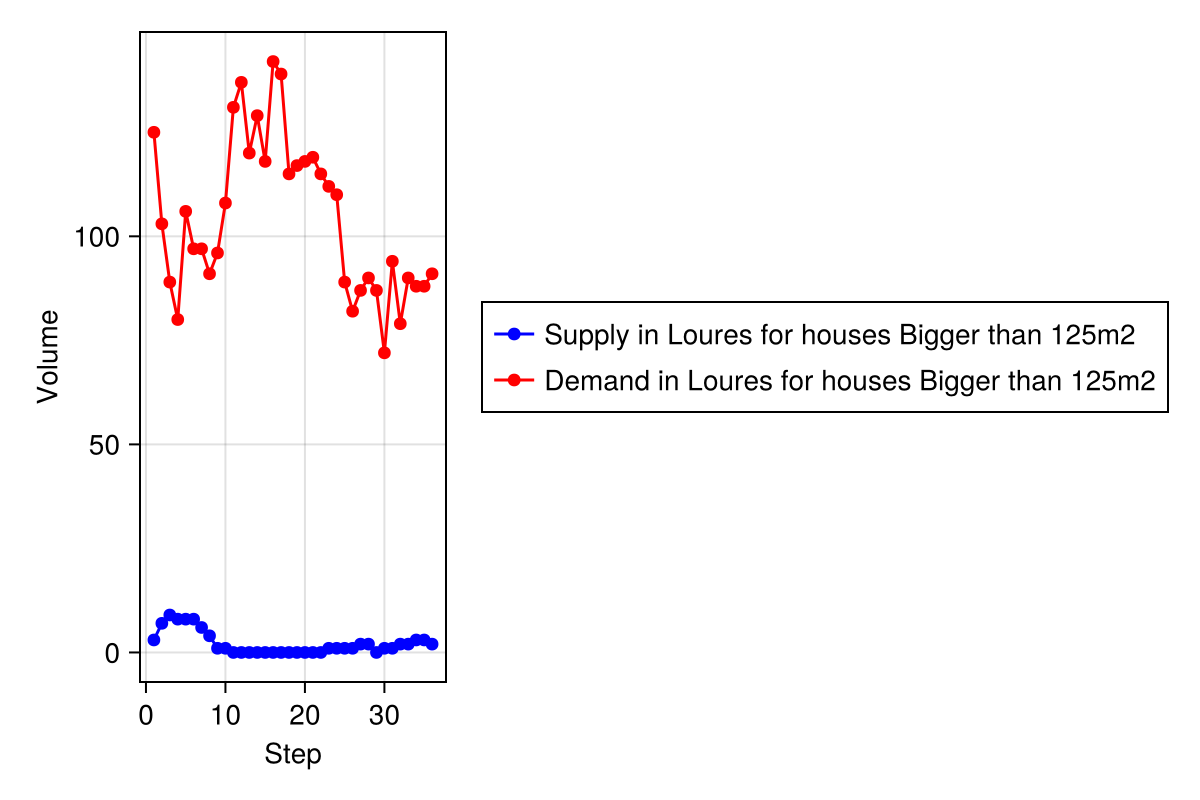 Volume
100
50
0
0 10 20 30
Step
Supply in Loures for houses Bigger than 125m2
Demand in Loures for houses Bigger than 125m2